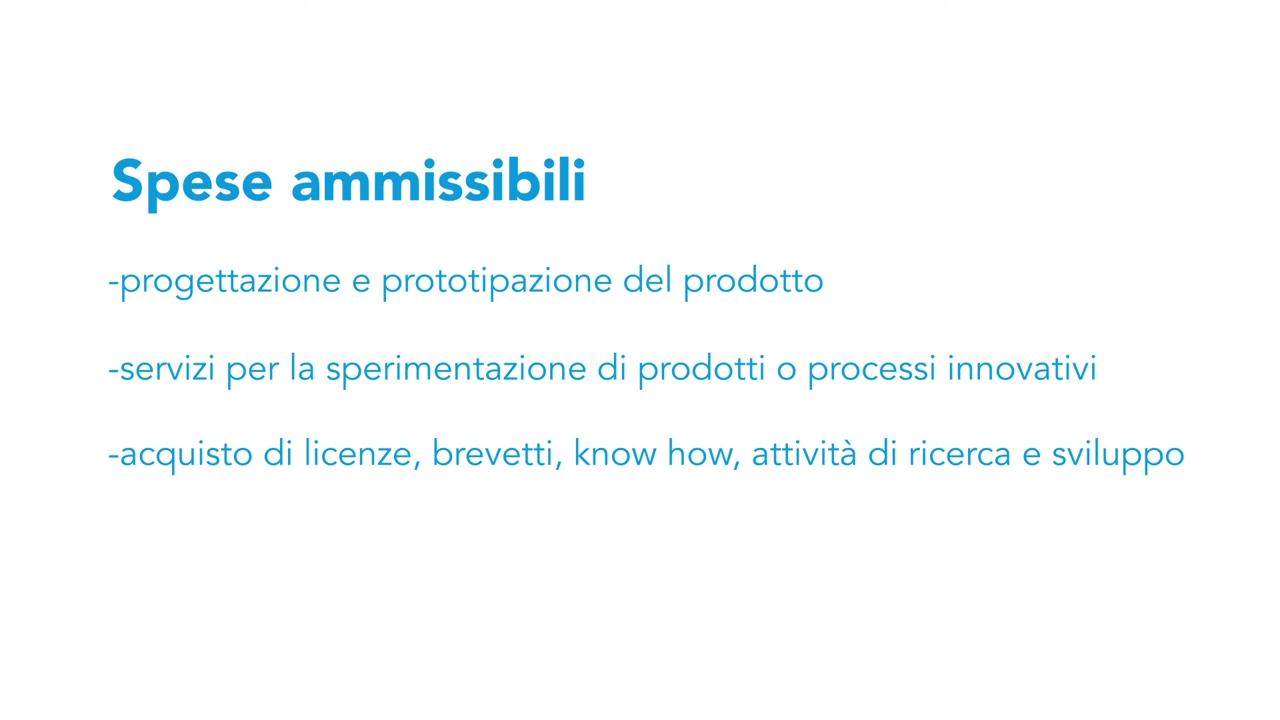 Spese ammissibili
-progettazione e prototipazione del prodotto
-servizi per la sperimentazione di prodotti o processi innovativi
-acquisto di licenze, brevetti, know how, attività di ricerca e sviluppo